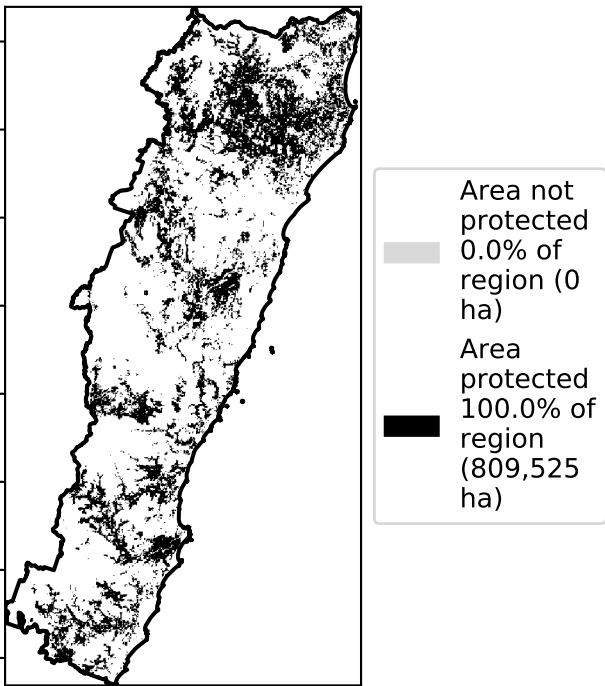 Area not
protected
0.0% of
region (0
ha)
Area
protected
100.0% of
region
(809,525
ha)